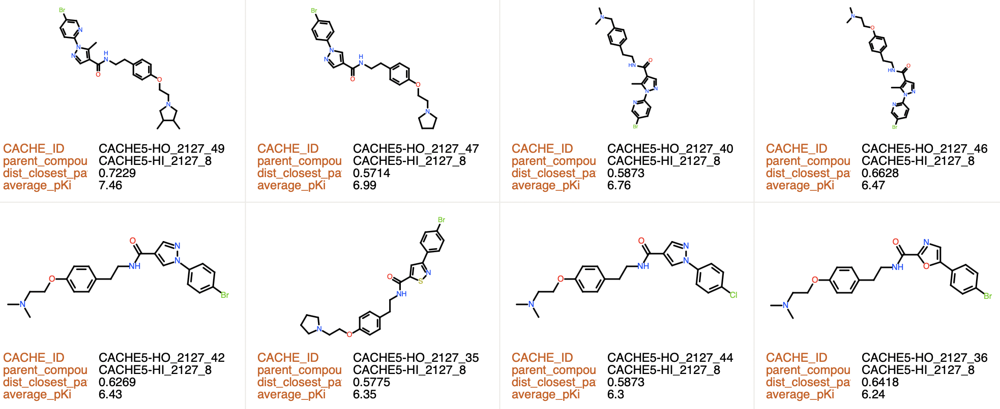 Br
N
N
N
H
N
O
O
N
CACHE_ID CACHE5-HO_2127_49
parent_compou CACHE5-HI_2127_8
dist_closest_pa 0.7229
average_pKi 7.46
Br
N
N
H
N
O
O
N
CACHE_ID CACHE5-HO_2127_47
parent_compou CACHE5-HI_2127_8
dist_closest_pa 0.5714
average_pKi 6.99
N
HN
O
N
N
N
Br
CACHE_ID CACHE5-HO_2127_40
parent_compou CACHE5-HI_2127_8
dist_closest_pa 0.5873
average_pKi 6.76
N
O
HN
O
N
N
N
Br
CACHE_ID CACHE5-HO_2127_46
parent_compou CACHE5-HI_2127_8
dist_closest_pa 0.6628
average_pKi 6.47
O
N
N
NH
O
Br
N
CACHE_ID CACHE5-HO_2127_42
parent_compou CACHE5-HI_2127_8
dist_closest_pa 0.6269
average_pKi 6.43
Br
N
S
O
NH
N
O
CACHE_ID CACHE5-HO_2127_35
parent_compou CACHE5-HI_2127_8
dist_closest_pa 0.5775
average_pKi 6.35
O
N
N
NH
O
Cl
N
CACHE_ID CACHE5-HO_2127_44
parent_compou CACHE5-HI_2127_8
dist_closest_pa 0.5873
average_pKi 6.3
O
N
O
NH
O
Br
N
CACHE_ID CACHE5-HO_2127_36
parent_compou CACHE5-HI_2127_8
dist_closest_pa 0.6418
average_pKi 6.24